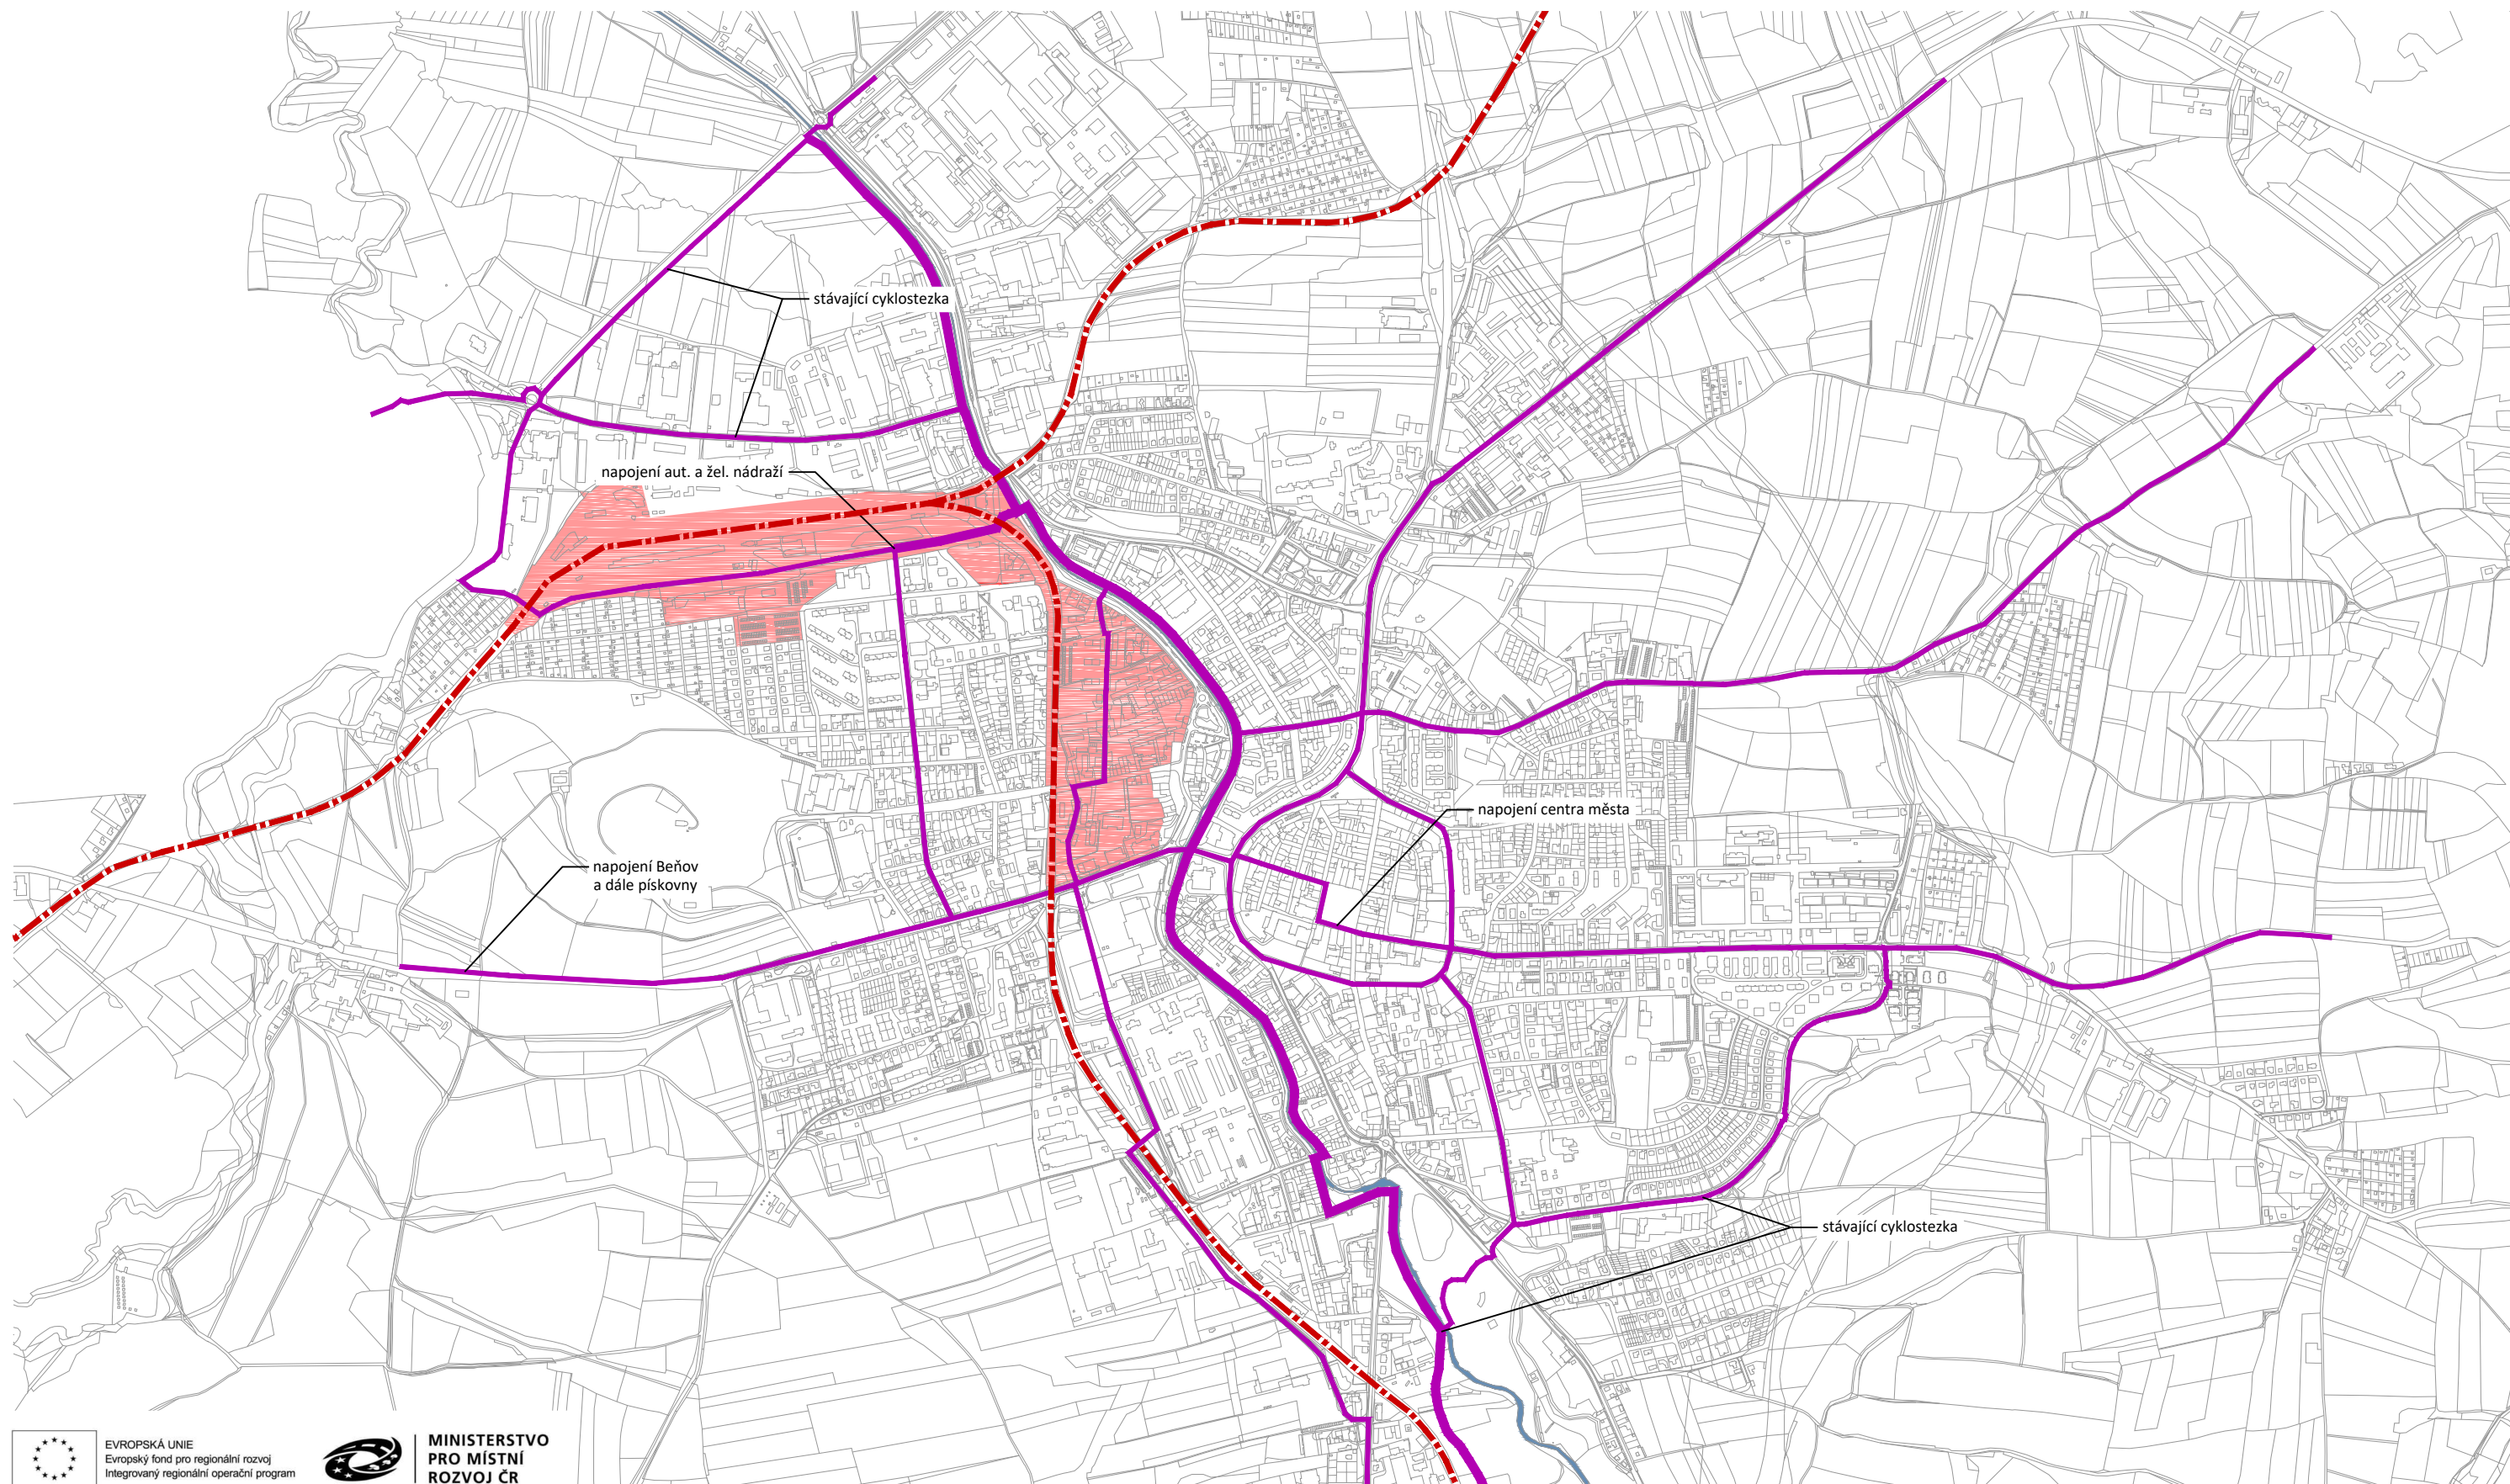 stávající cyklostezka
napojení aut. a žel. nádraží
napojení centra města
napojení Beňov
a dále pískovny
stávající cyklostezka
EVROPSKÁ UNIE
Evropský fond pro regionální rozvoj
Integrovaný regionální operační program
MINISTERSTVO
PRO MÍSTNÍ
ROZVOJ ČR